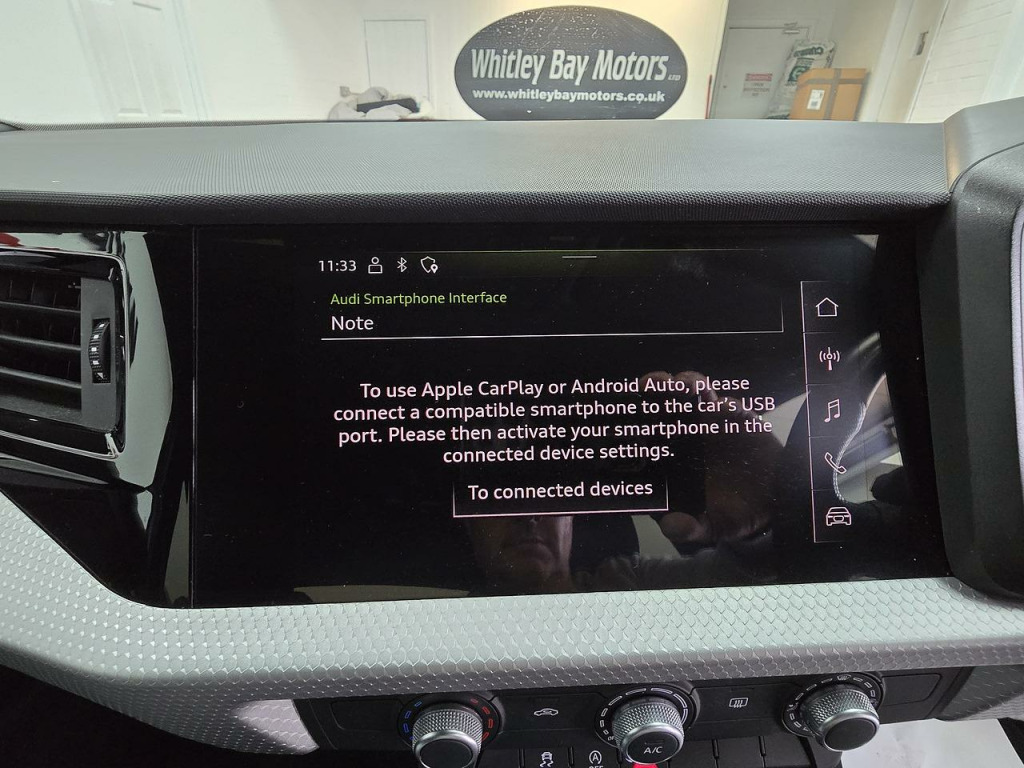 Whitley Bay Motors LTD
www.whitleybaymotors.co.uk
11:33
Audi Smartphone Interface
Note
To use Apple CarPlay or Android Auto, please
connect a compatible smartphone to the car's USB
port. Please then activate your smartphone in the
connected device settings.
To connected devices
A/C
OFF